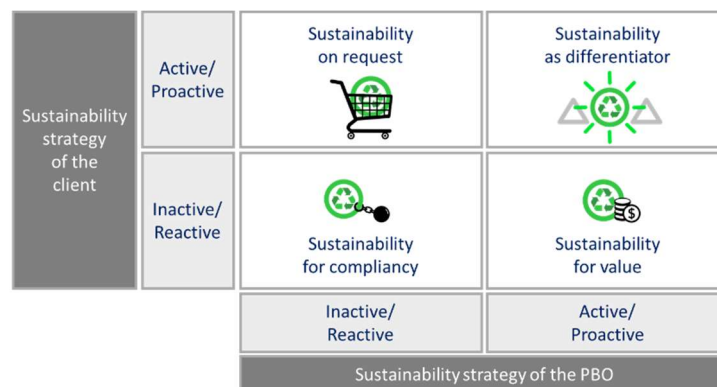 Sustainability
strategy
of the
client
Active/
Proactive
Sustainability
on request
Sustainability
as differentiator
Inactive/
Reactive
Sustainability
for compliancy
$
Sustainability
for value
Inactive/
Reactive
Active/
Proactive
Sustainability strategy of the PBO